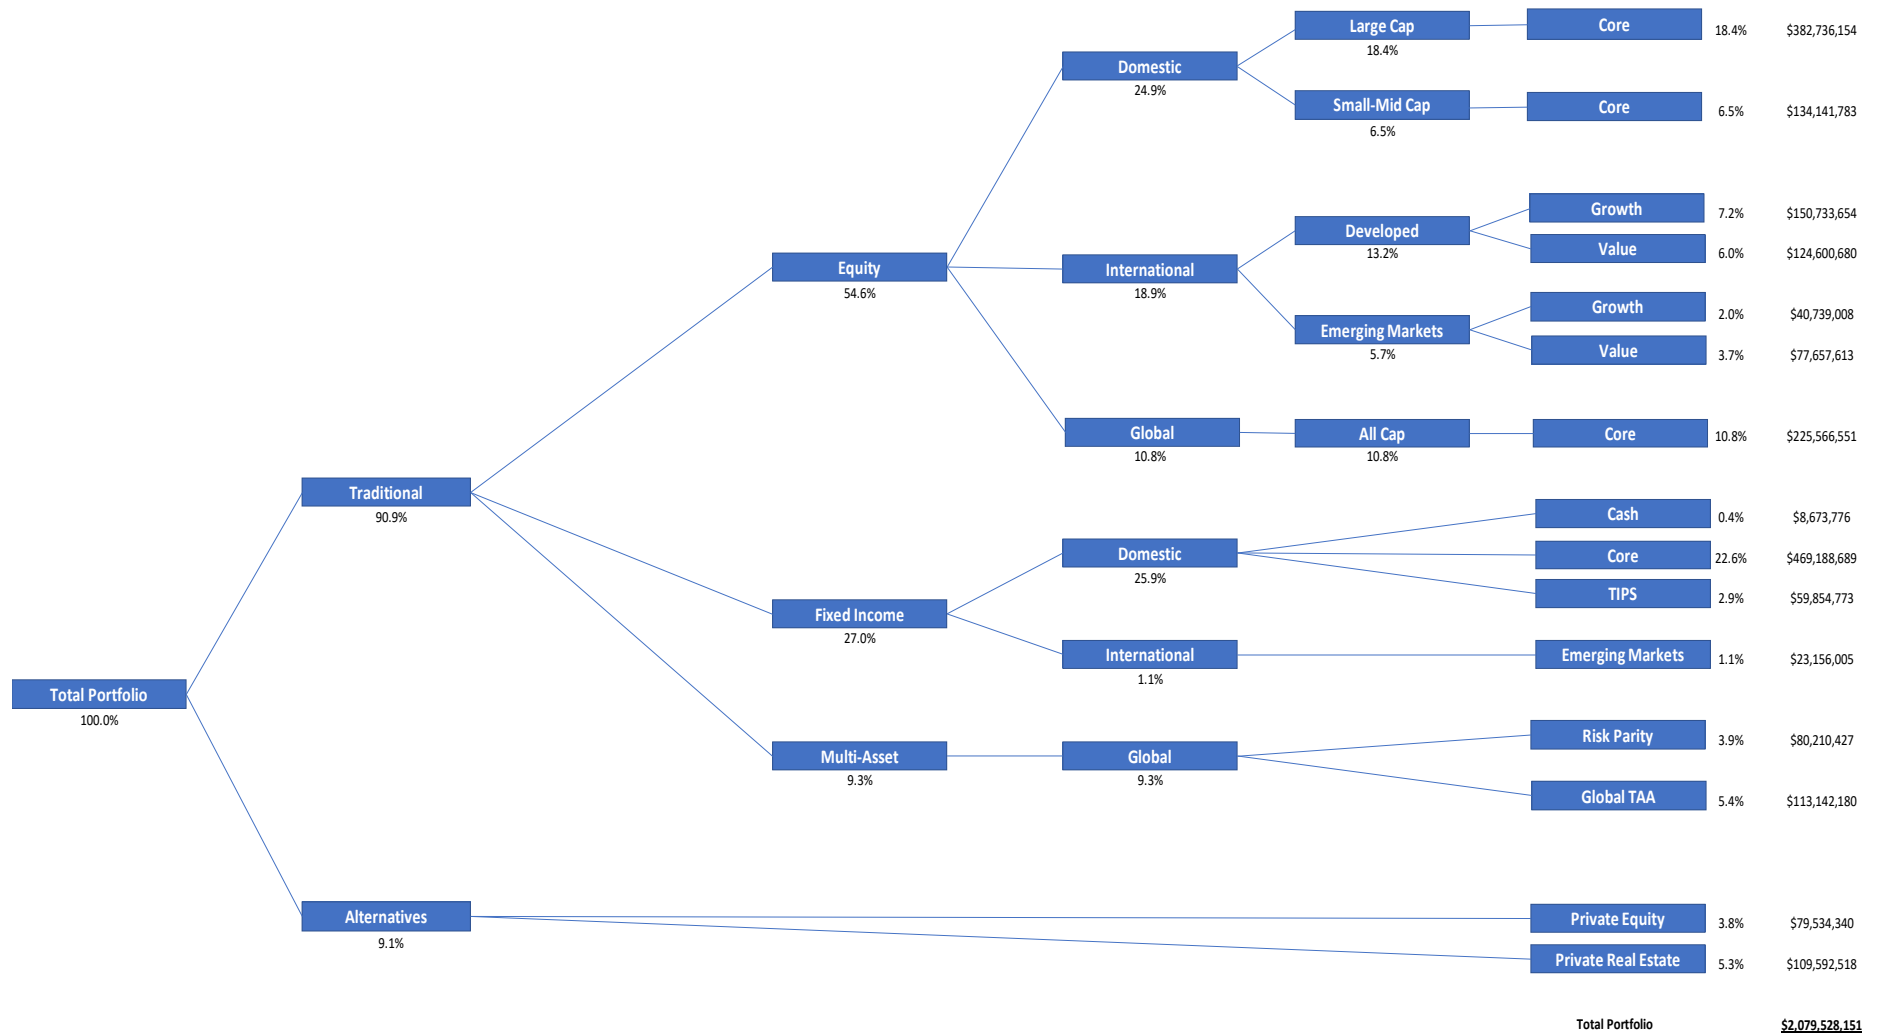 Large Cap
Core
18.4%
$382,736,154
18.4%
Domestic
24.9%
Small-Mid Cap
Core
6.5%
$134,141,783
6.5%
Growth
7.2%
$150,733,654
Developed
13.2%
Value
6.0%
$124,600,680
Equity
54.6%
International
18.9%
Growth
2.0%
$40,739,008
Emerging Markets
5.7%
Value
3.7%
$77,657,613
Global
10.8%
All Cap
10.8%
Core
10.8%
$225,566,551
Traditional
90.9%
Cash
0.4%
$8,673,776
Domestic
25.9%
Core
22.6%
$469,188,689
TIPS
2.9%
$59,854,773
Fixed Income
27.0%
International
1.1%
Emerging Markets
1.1%
$23,156,005
Total Portfolio
100.0%
Risk Parity
3.9%
$80,210,427
Multi-Asset
9.3%
Global
9.3%
Global TAA
5.4%
$113,142,180
Alternatives
9.1%
Private Equity
3.8%
$79,534,340
Private Real Estate
5.3%
$109,592,518
Total Portfolio
$2,079,528,151